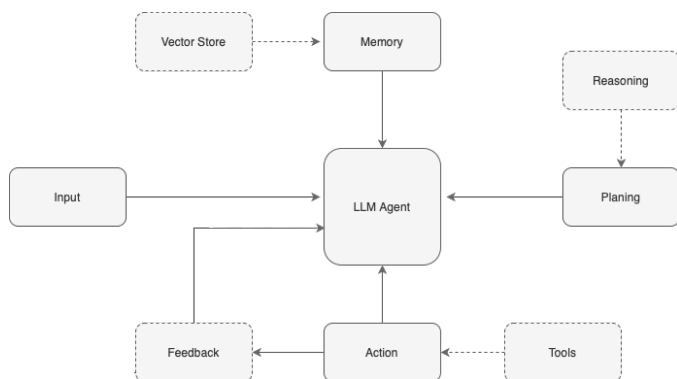 Vector Store
Memory
Reasoning
Input
LLM Agent
Planing
Feedback
Action
Tools